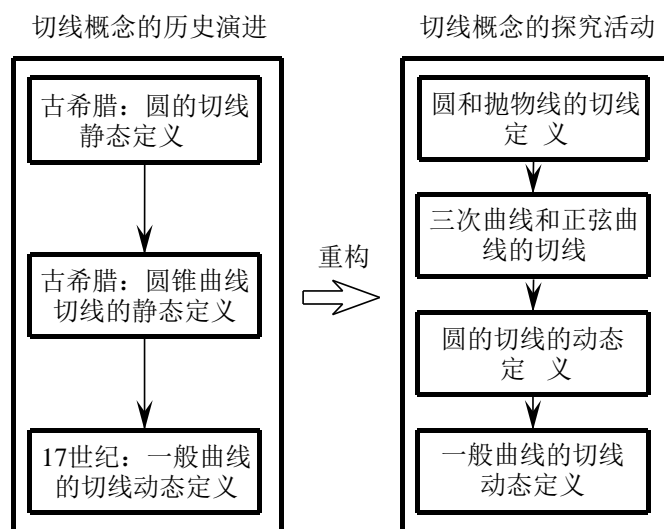 切线概念的历史演进
古希腊：圆的切线
静态定义
古希腊：圆锥曲线
切线的静态定义
17世纪：一般曲线
的切线动态定义
重构
切线概念的探究活动
圆和抛物线的切线
定 义
三次曲线和正弦曲
线的切线
圆的切线的动态
定 义
一般曲线的切线
动态定义